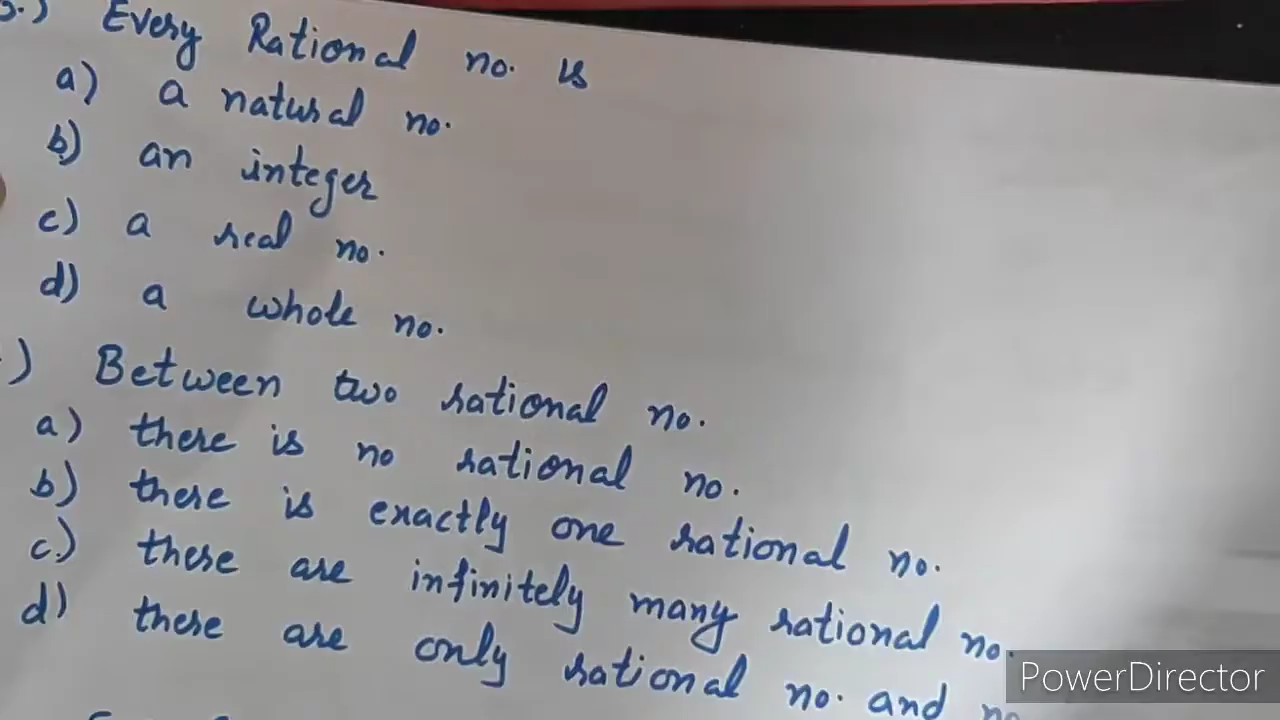 3.) Every Rational no. is
a) a natural no.
b) an integer
c) a real no.
d) a whole no.
) Between two rational no.
a) there is no rational no.
b) there is exactly one rational no.
c.) there are infinitely many rational no.
d) there are only rational no. and no
PowerDirector